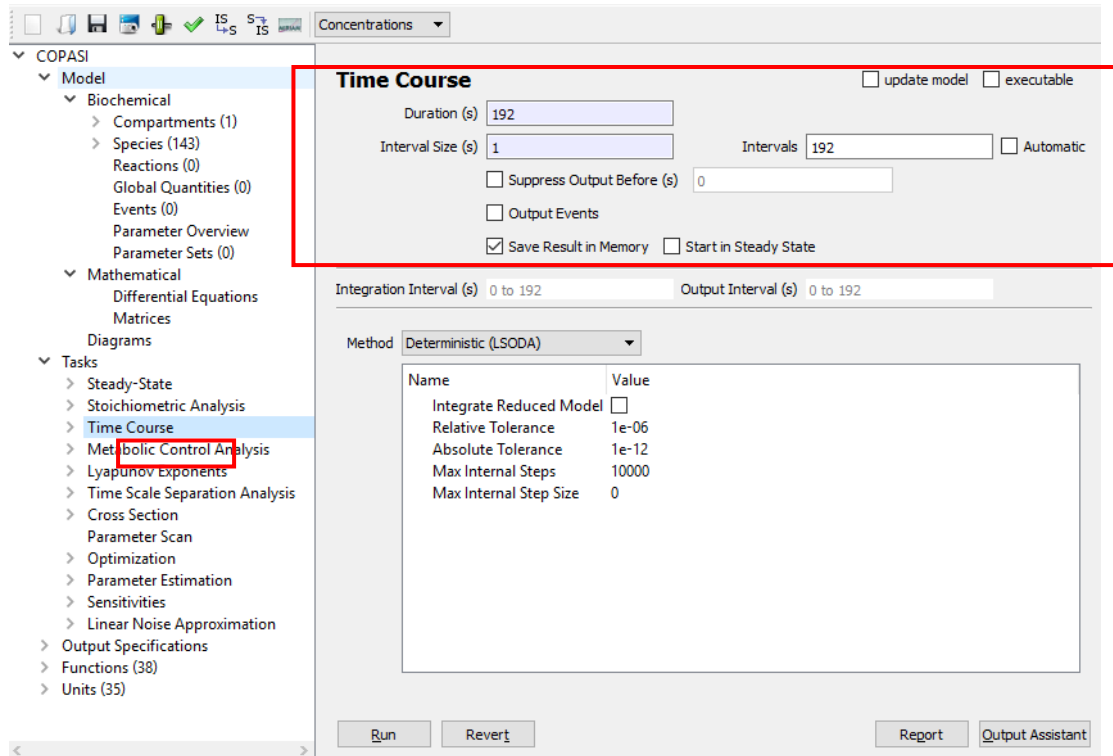 IS S Concentrations
S IS
COPASI
Model
Biochemical
Compartments (1)
Species (143)
Reactions (0)
Global Quantities (0)
Events (0)
Parameter Overview
Parameter Sets (0)
Mathematical
Differential Equations
Matrices
Diagrams
Tasks
Steady-State
Stoichiometric Analysis
Time Course
Metabolic Control Analysis
Lyapunov Exponents
Time Scale Separation Analysis
Cross Section
Parameter Scan
Optimization
Parameter Estimation
Sensitivities
Linear Noise Approximation
Output Specifications
Functions (38)
Units (35)
Time Course update model executable
Duration (s) 192
Interval Size (s) 1 Intervals 192 Automatic
Suppress Output Before (s) 0
Output Events
Save Result in Memory Start in Steady State
Integration Interval (s) 0 to 192 Output Interval (s) 0 to 192
Method Deterministic (LSODA)
Name Value
Integrate Reduced Model
Relative Tolerance 1e-06
Absolute Tolerance 1e-12
Max Internal Steps 10000
Max Internal Step Size 0
Run Revert Report Output Assistant